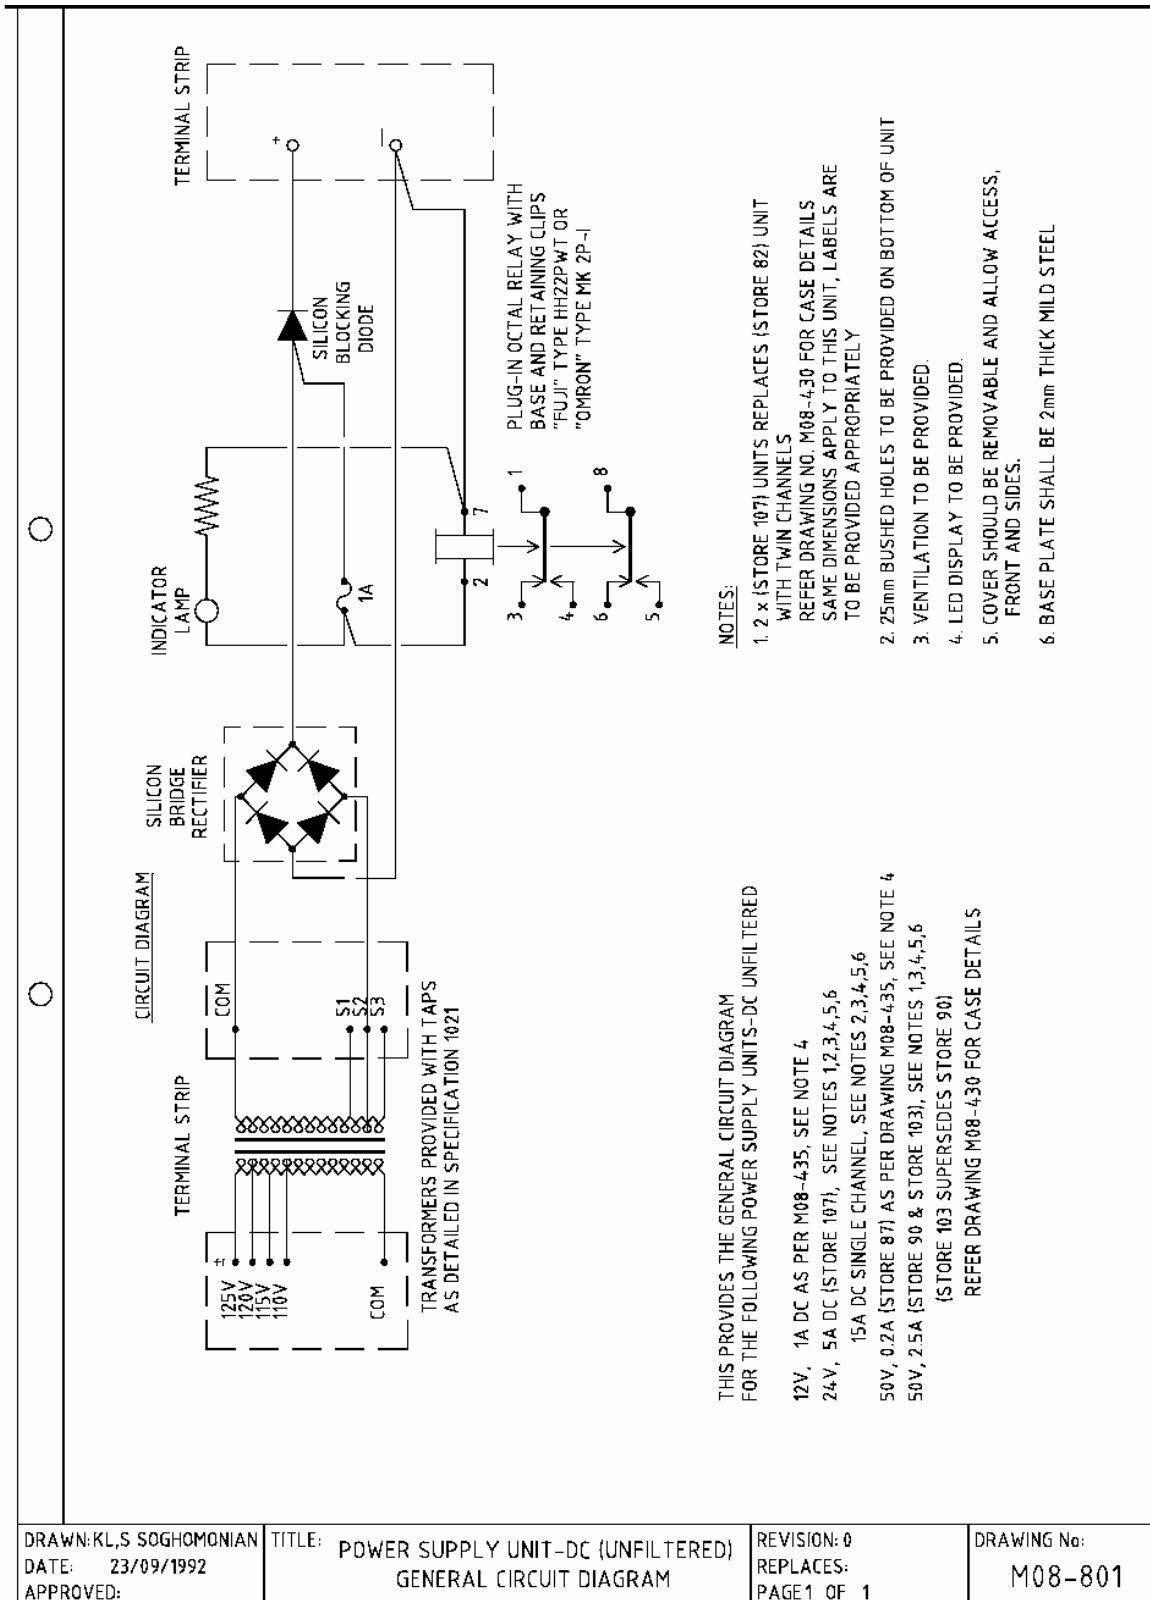 CIRCUIT DIAGRAM
TERMINAL STRIP
±
125V
120V
115V
110V
COM
TRANSFORMERS PROVIDED WITH TAPS
AS DETAILED IN SPECIFICATION 1021
COM
S1
S2
S3
SILICON
BRIDGE
RECTIFIER
INDICATOR
LAMP
1A
2
7
3
1
4
6
8
5
SILICON
BLOCKING
DIODE
TERMINAL STRIP
+
—
PLUG-IN OCTAL RELAY WITH
BASE AND RETAINING CLIPS
"FUJI" TYPE HH22PWT OR
"OMRON" TYPE MK 2P-I
THIS PROVIDES THE GENERAL CIRCUIT DIAGRAM
FOR THE FOLLOWING POWER SUPPLY UNITS-DC UNFILTERED
12V, 1A DC AS PER M08-435, SEE NOTE 4
24V, 5A DC (STORE 107), SEE NOTES 1,2,3,4,5,6
15A DC SINGLE CHANNEL, SEE NOTES 2,3,4,5,6
50V, 0.2A (STORE 87) AS PER DRAWING M08-435, SEE NOTE 4
50V, 2.5A (STORE 90 & STORE 103), SEE NOTES 1,3,4,5,6
(STORE 103 SUPERSEDES STORE 90)
REFER DRAWING M08-430 FOR CASE DETAILS
NOTES:
1. 2 x (STORE 107) UNITS REPLACES (STORE 82) UNIT
WITH TWIN CHANNELS
REFER DRAWING NO. M08-430 FOR CASE DETAILS
SAME DIMENSIONS APPLY TO THIS UNIT, LABELS ARE
TO BE PROVIDED APPROPRIATELY
2. 25mm BUSHED HOLES TO BE PROVIDED ON BOTTOM OF UNIT
3. VENTILATION TO BE PROVIDED.
4. LED DISPLAY TO BE PROVIDED.
5. COVER SHOULD BE REMOVABLE AND ALLOW ACCESS,
FRONT AND SIDES.
6. BASE PLATE SHALL BE 2mm THICK MILD STEEL
DRAWN:KL,S SOGHOMONIAN
DATE: 23/09/1992
APPROVED:
TITLE: POWER SUPPLY UNIT-DC (UNFILTERED)
GENERAL CIRCUIT DIAGRAM
REVISION: 0
REPLACES:
PAGE1 OF 1
DRAWING No:
M08-801